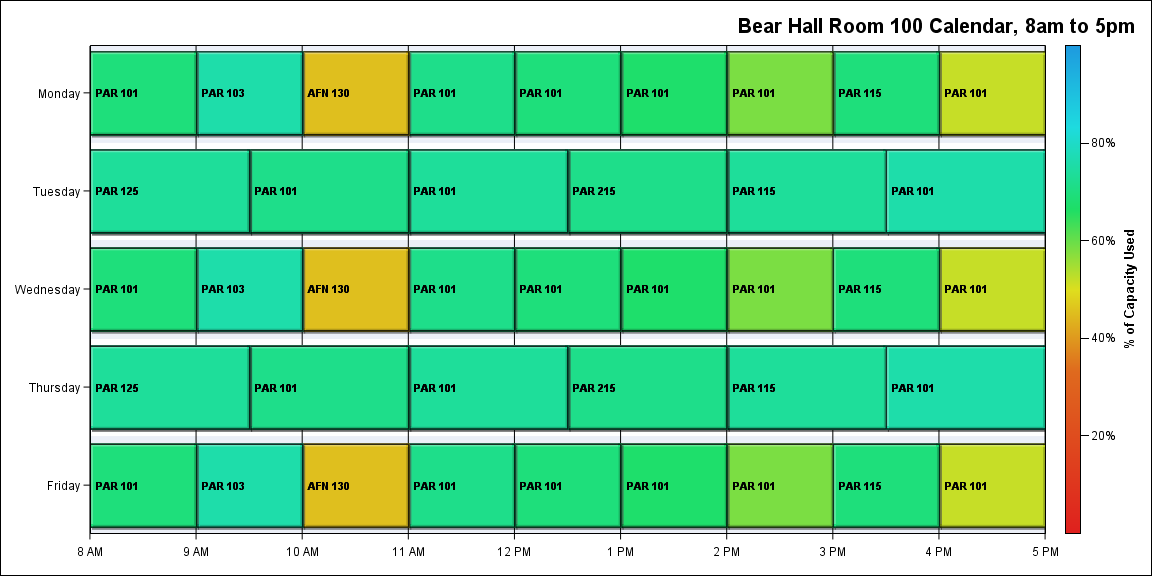 Bear Hall Room 100 Calendar, 8am to 5pm
Monday
PAR 101
PAR 103
AFN 130
PAR 101
PAR 101
PAR 101
PAR 101
PAR 115
PAR 101
Tuesday
PAR 125
PAR 101
PAR 101
PAR 215
PAR 115
PAR 101
Wednesday
PAR 101
PAR 103
AFN 130
PAR 101
PAR 101
PAR 101
PAR 101
PAR 115
PAR 101
Thursday
PAR 125
PAR 101
PAR 101
PAR 215
PAR 115
PAR 101
Friday
PAR 101
PAR 103
AFN 130
PAR 101
PAR 101
PAR 101
PAR 101
PAR 115
PAR 101
8 AM
9 AM
10 AM
11 AM
12 PM
1 PM
2 PM
3 PM
4 PM
5 PM
80%
60%
40%
20%
% of Capacity Used